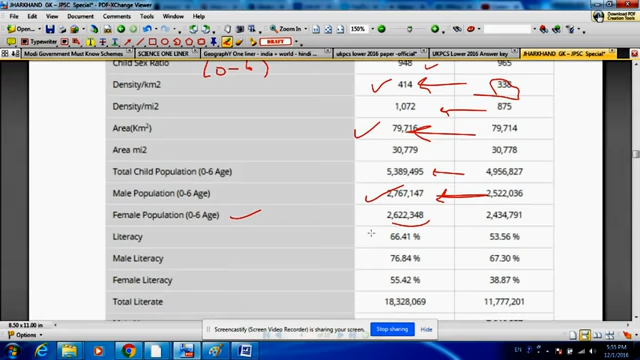 JHARKHAND GK - JPSC Special* - PDF-XChange Viewer
File Edit View Document Comments Tools Window Help
Open...
150%
Typewriter
Modi Government Must Know Schemes
SCIENCE ONE LINER
GeograpHY One liner - india - hindi
ukpcs lower 2016 paper -official*
UKPCS Lower 2016 Answer key
JHARKHAND GK - JPSC Special*
Child Sex Ratio 948 965
(0-6)
Density/km2 414 338
Density/mi2 1,072 875
Area(Km2) 79,716 79,714
Area mi2 30,779 30,778
Total Child Population (0-6 Age) 5,389,495 4,956,827
Male Population (0-6 Age) 2,767,147 2,522,036
Female Population (0-6 Age) 2,622,348 2,434,791
Literacy 66.41 % 53.56 %
Male Literacy 76.84 % 67.30 %
Female Literacy 55.42 % 38.87 %
Total Literate 18,328,069 11,777,201
8.50 x 11.00 in
Options
Screencastify (Screen Video Recorder) is sharing your screen.
Stop sharing
Hide
EN
5:55 PM
12/1/2016